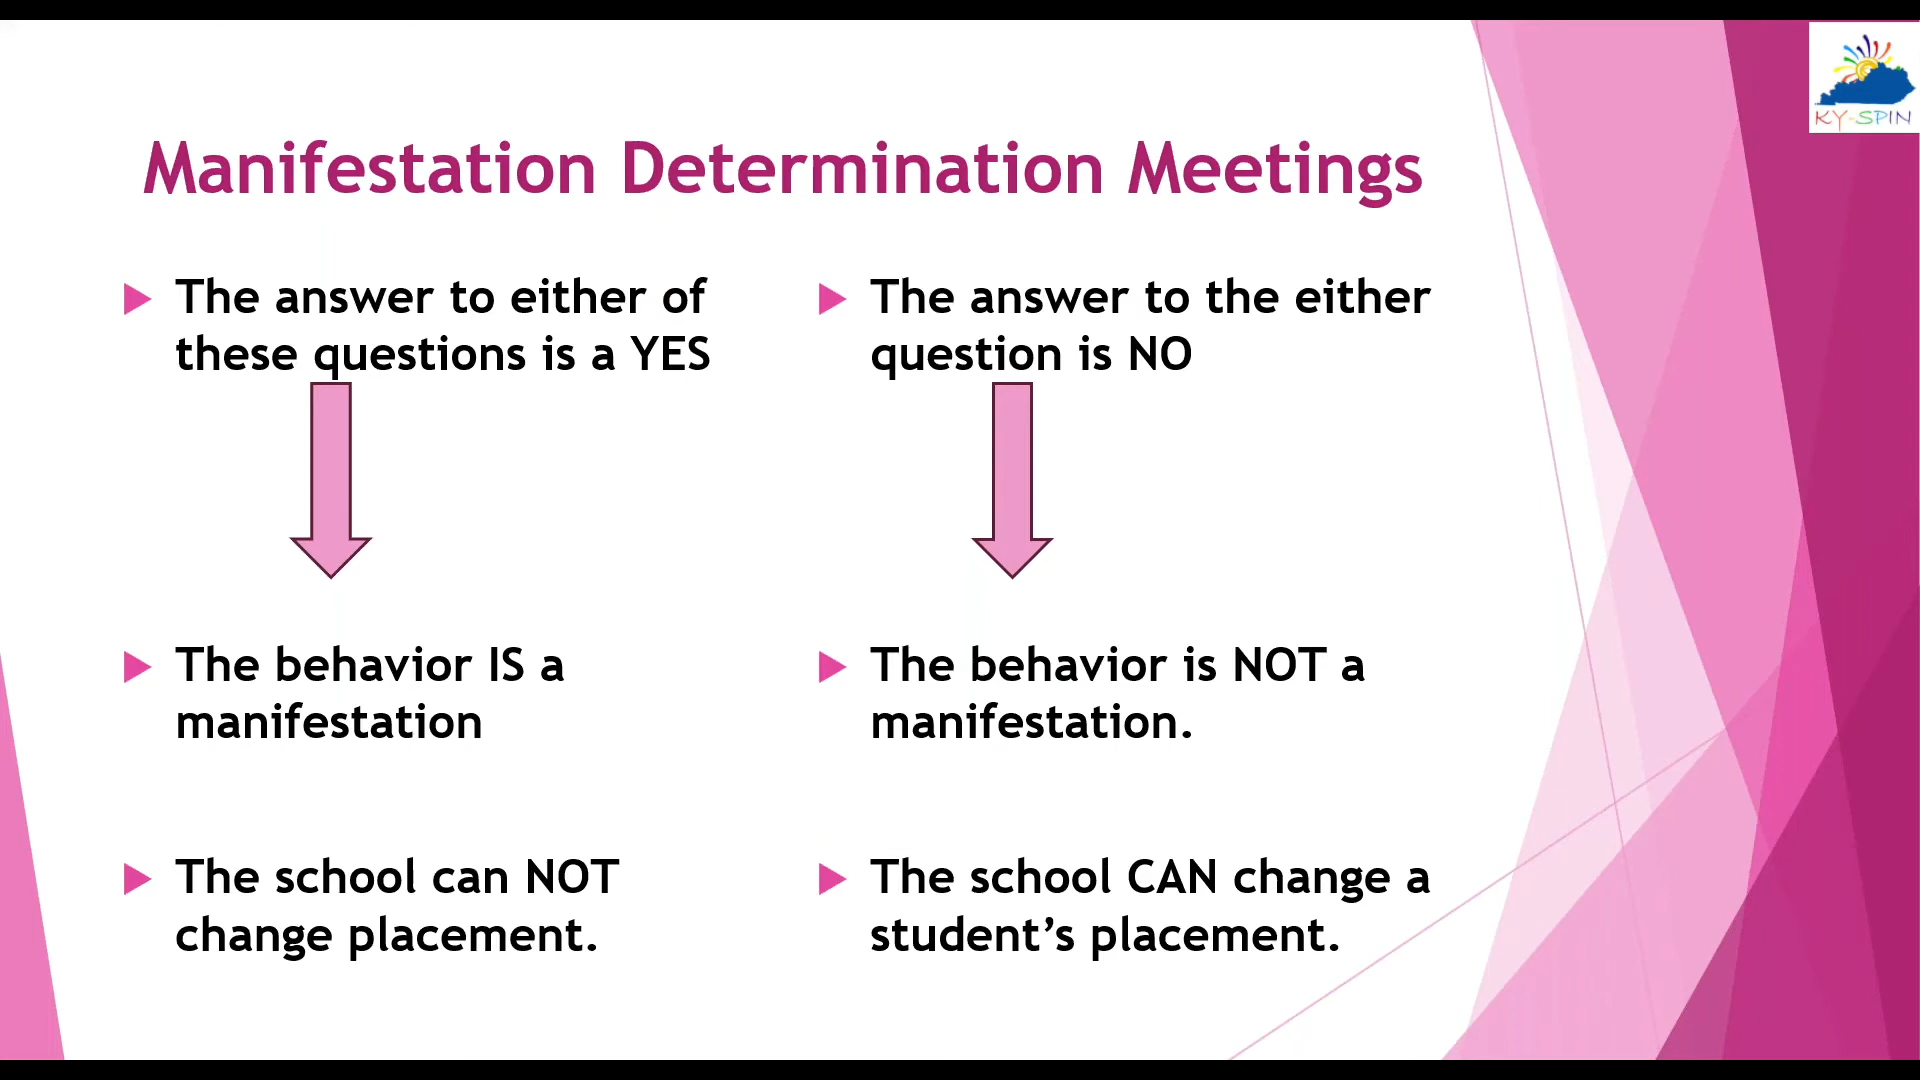 KY-SPIN
Manifestation Determination Meetings
The answer to either of
these questions is a YES
The behavior IS a
manifestation
The school can NOT
change placement.
The answer to the either
question is NO
The behavior is NOT a
manifestation.
The school CAN change a
student’s placement.